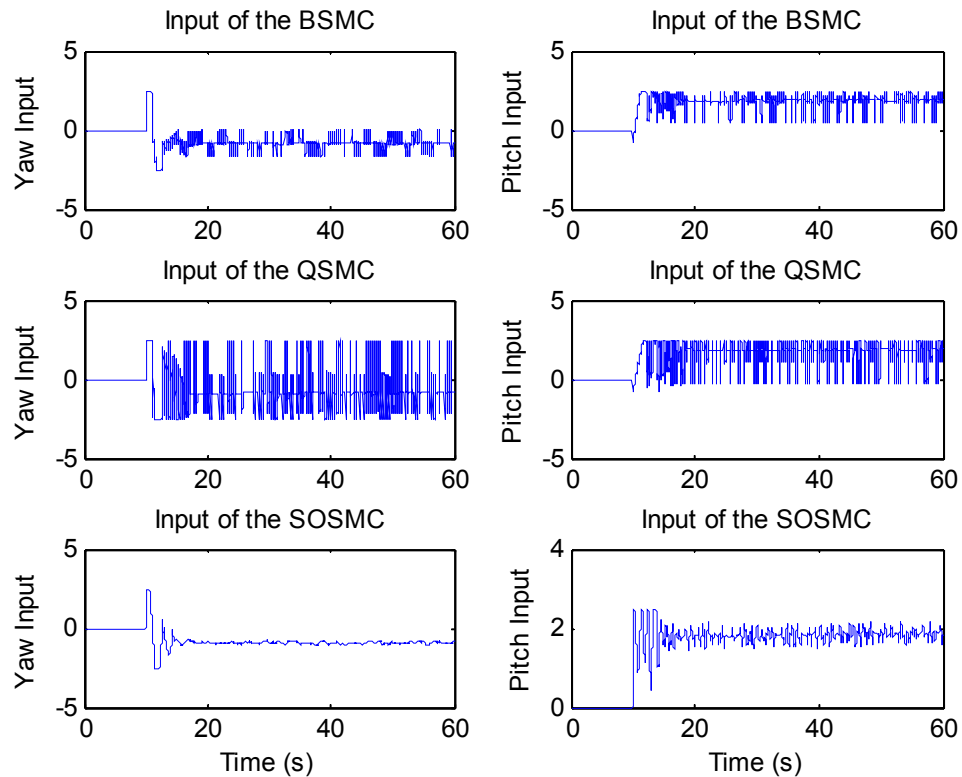 Input of the BSMC
Yaw Input
5
0
-5
0 20 40 60
Input of the BSMC
Pitch Input
5
0
-5
0 20 40 60
Input of the QSMC
Yaw Input
5
0
-5
0 20 40 60
Input of the QSMC
Pitch Input
5
0
-5
0 20 40 60
Input of the SOSMC
Yaw Input
5
0
-5
0 20 40 60
Time (s)
Input of the SOSMC
Pitch Input
4
2
0
0 20 40 60
Time (s)